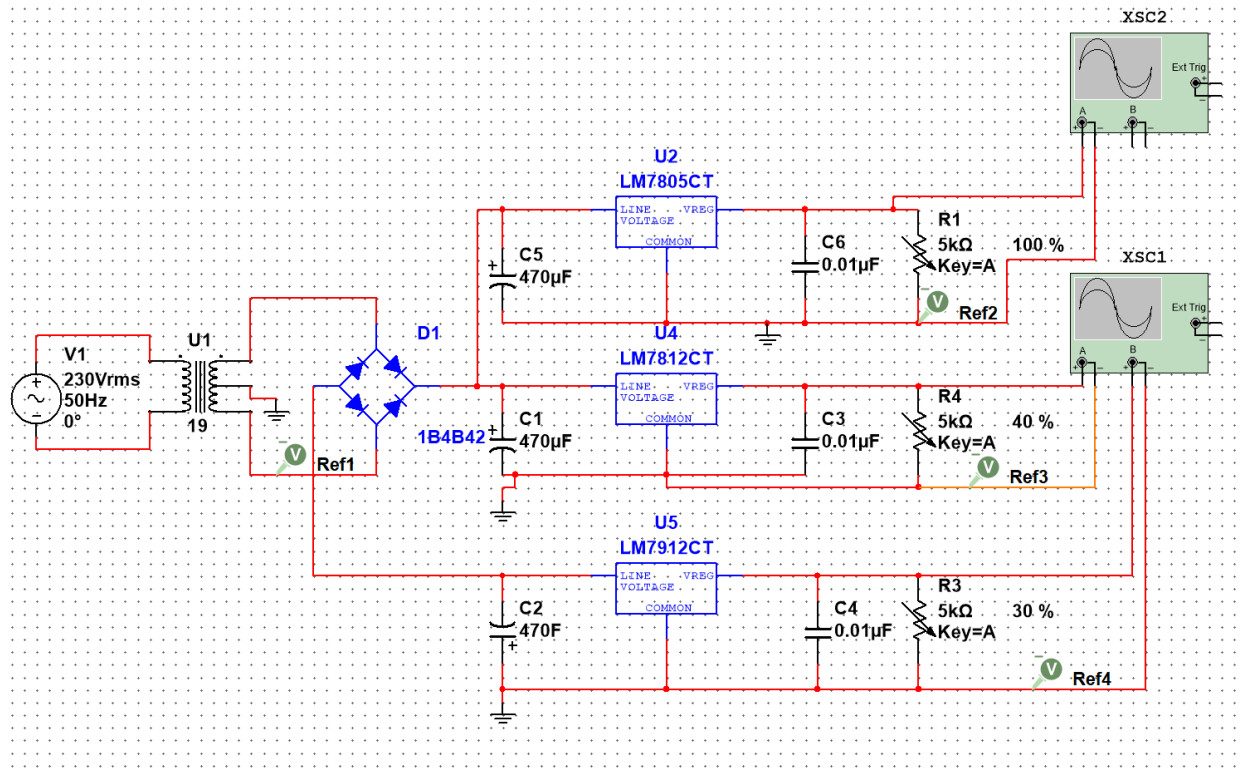 XSC2
Ext Trig
+
–
A
B
+ – + –
U2
LM7805CT
LINE VREG
VOLTAGE
COMMON
C5
470µF
+
C6
0.01µF
R1
5kΩ
Key=A
100 %
XSC1
Ext Trig
+
–
A
B
+ – + –
V
Ref2
V1
230Vrms
50Hz
0°
U1
19
D1
1B4B42
V
Ref1
U4
LM7812CT
LINE VREG
VOLTAGE
COMMON
C1
470µF
+
C3
0.01µF
R4
5kΩ
Key=A
40 %
V
Ref3
U5
LM7912CT
LINE VREG
VOLTAGE
COMMON
C2
470F
+
C4
0.01µF
R3
5kΩ
Key=A
30 %
V
Ref4